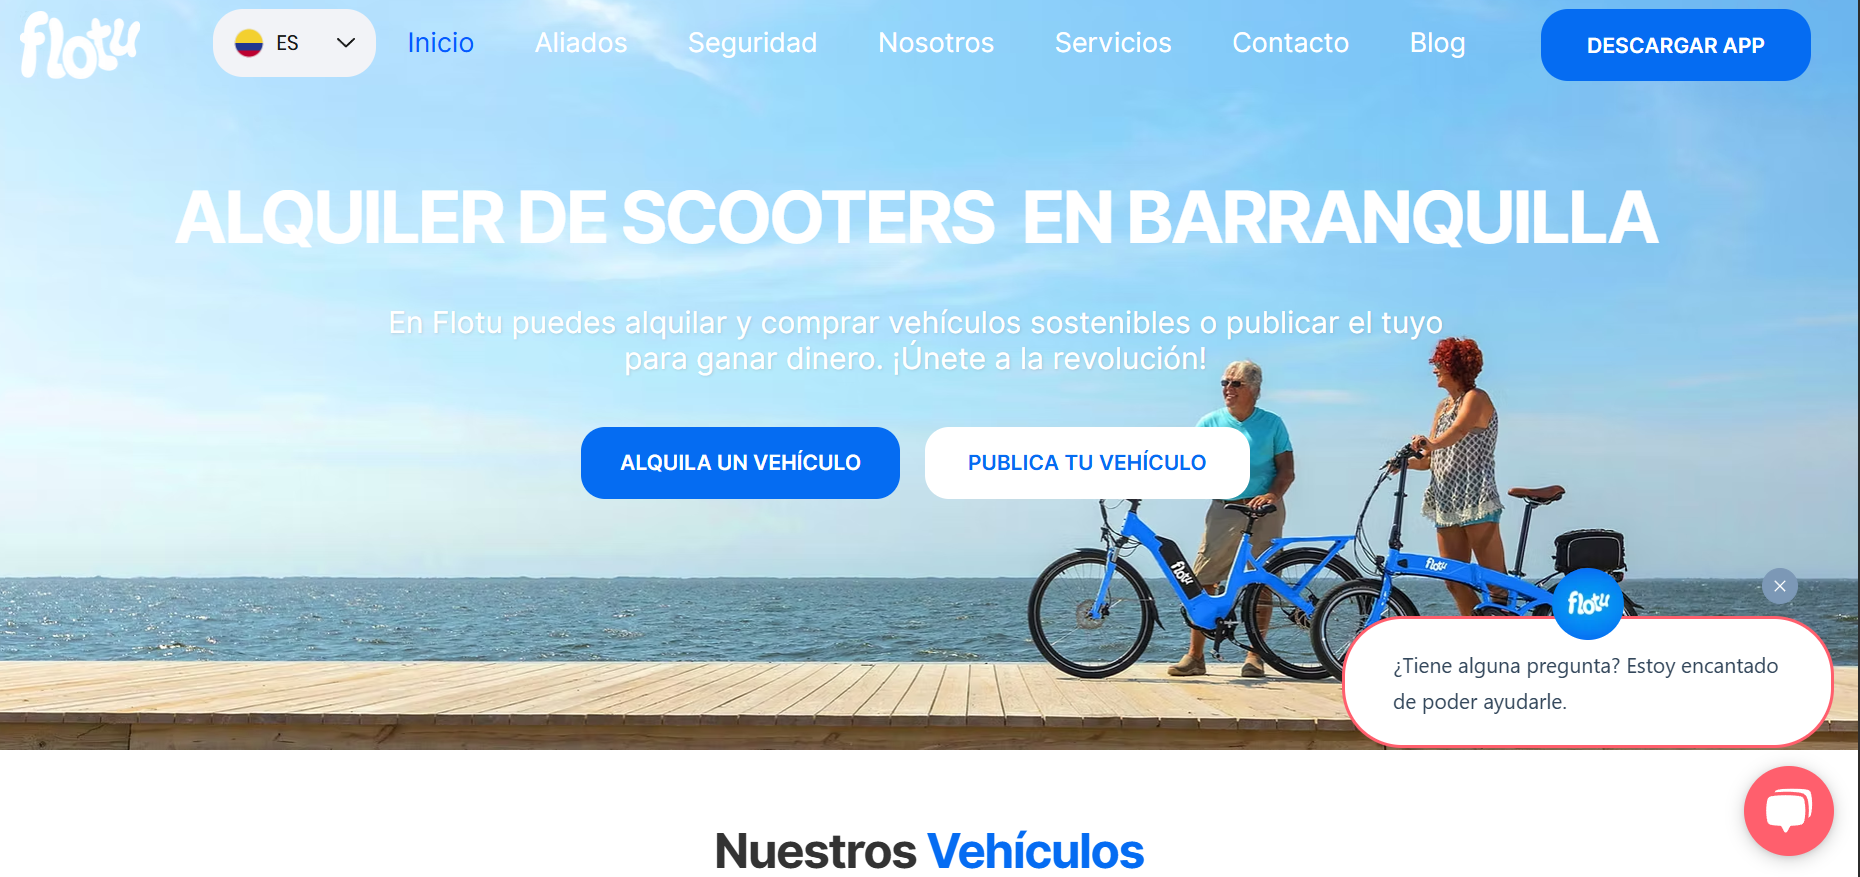 flotu
ES
Inicio
Aliados
Seguridad
Nosotros
Servicios
Contacto
Blog
DESCARGAR APP
ALQUILER DE SCOOTERS EN BARRANQUILLA
En Flotu puedes alquilar y comprar vehículos sostenibles o publicar el tuyo
para ganar dinero. ¡Únete a la revolución!
ALQUILA UN VEHÍCULO
PUBLICA TU VEHÍCULO
flotu
flotu
flotu
¿Tiene alguna pregunta? Estoy encantado
de poder ayudarle.
Nuestros Vehículos